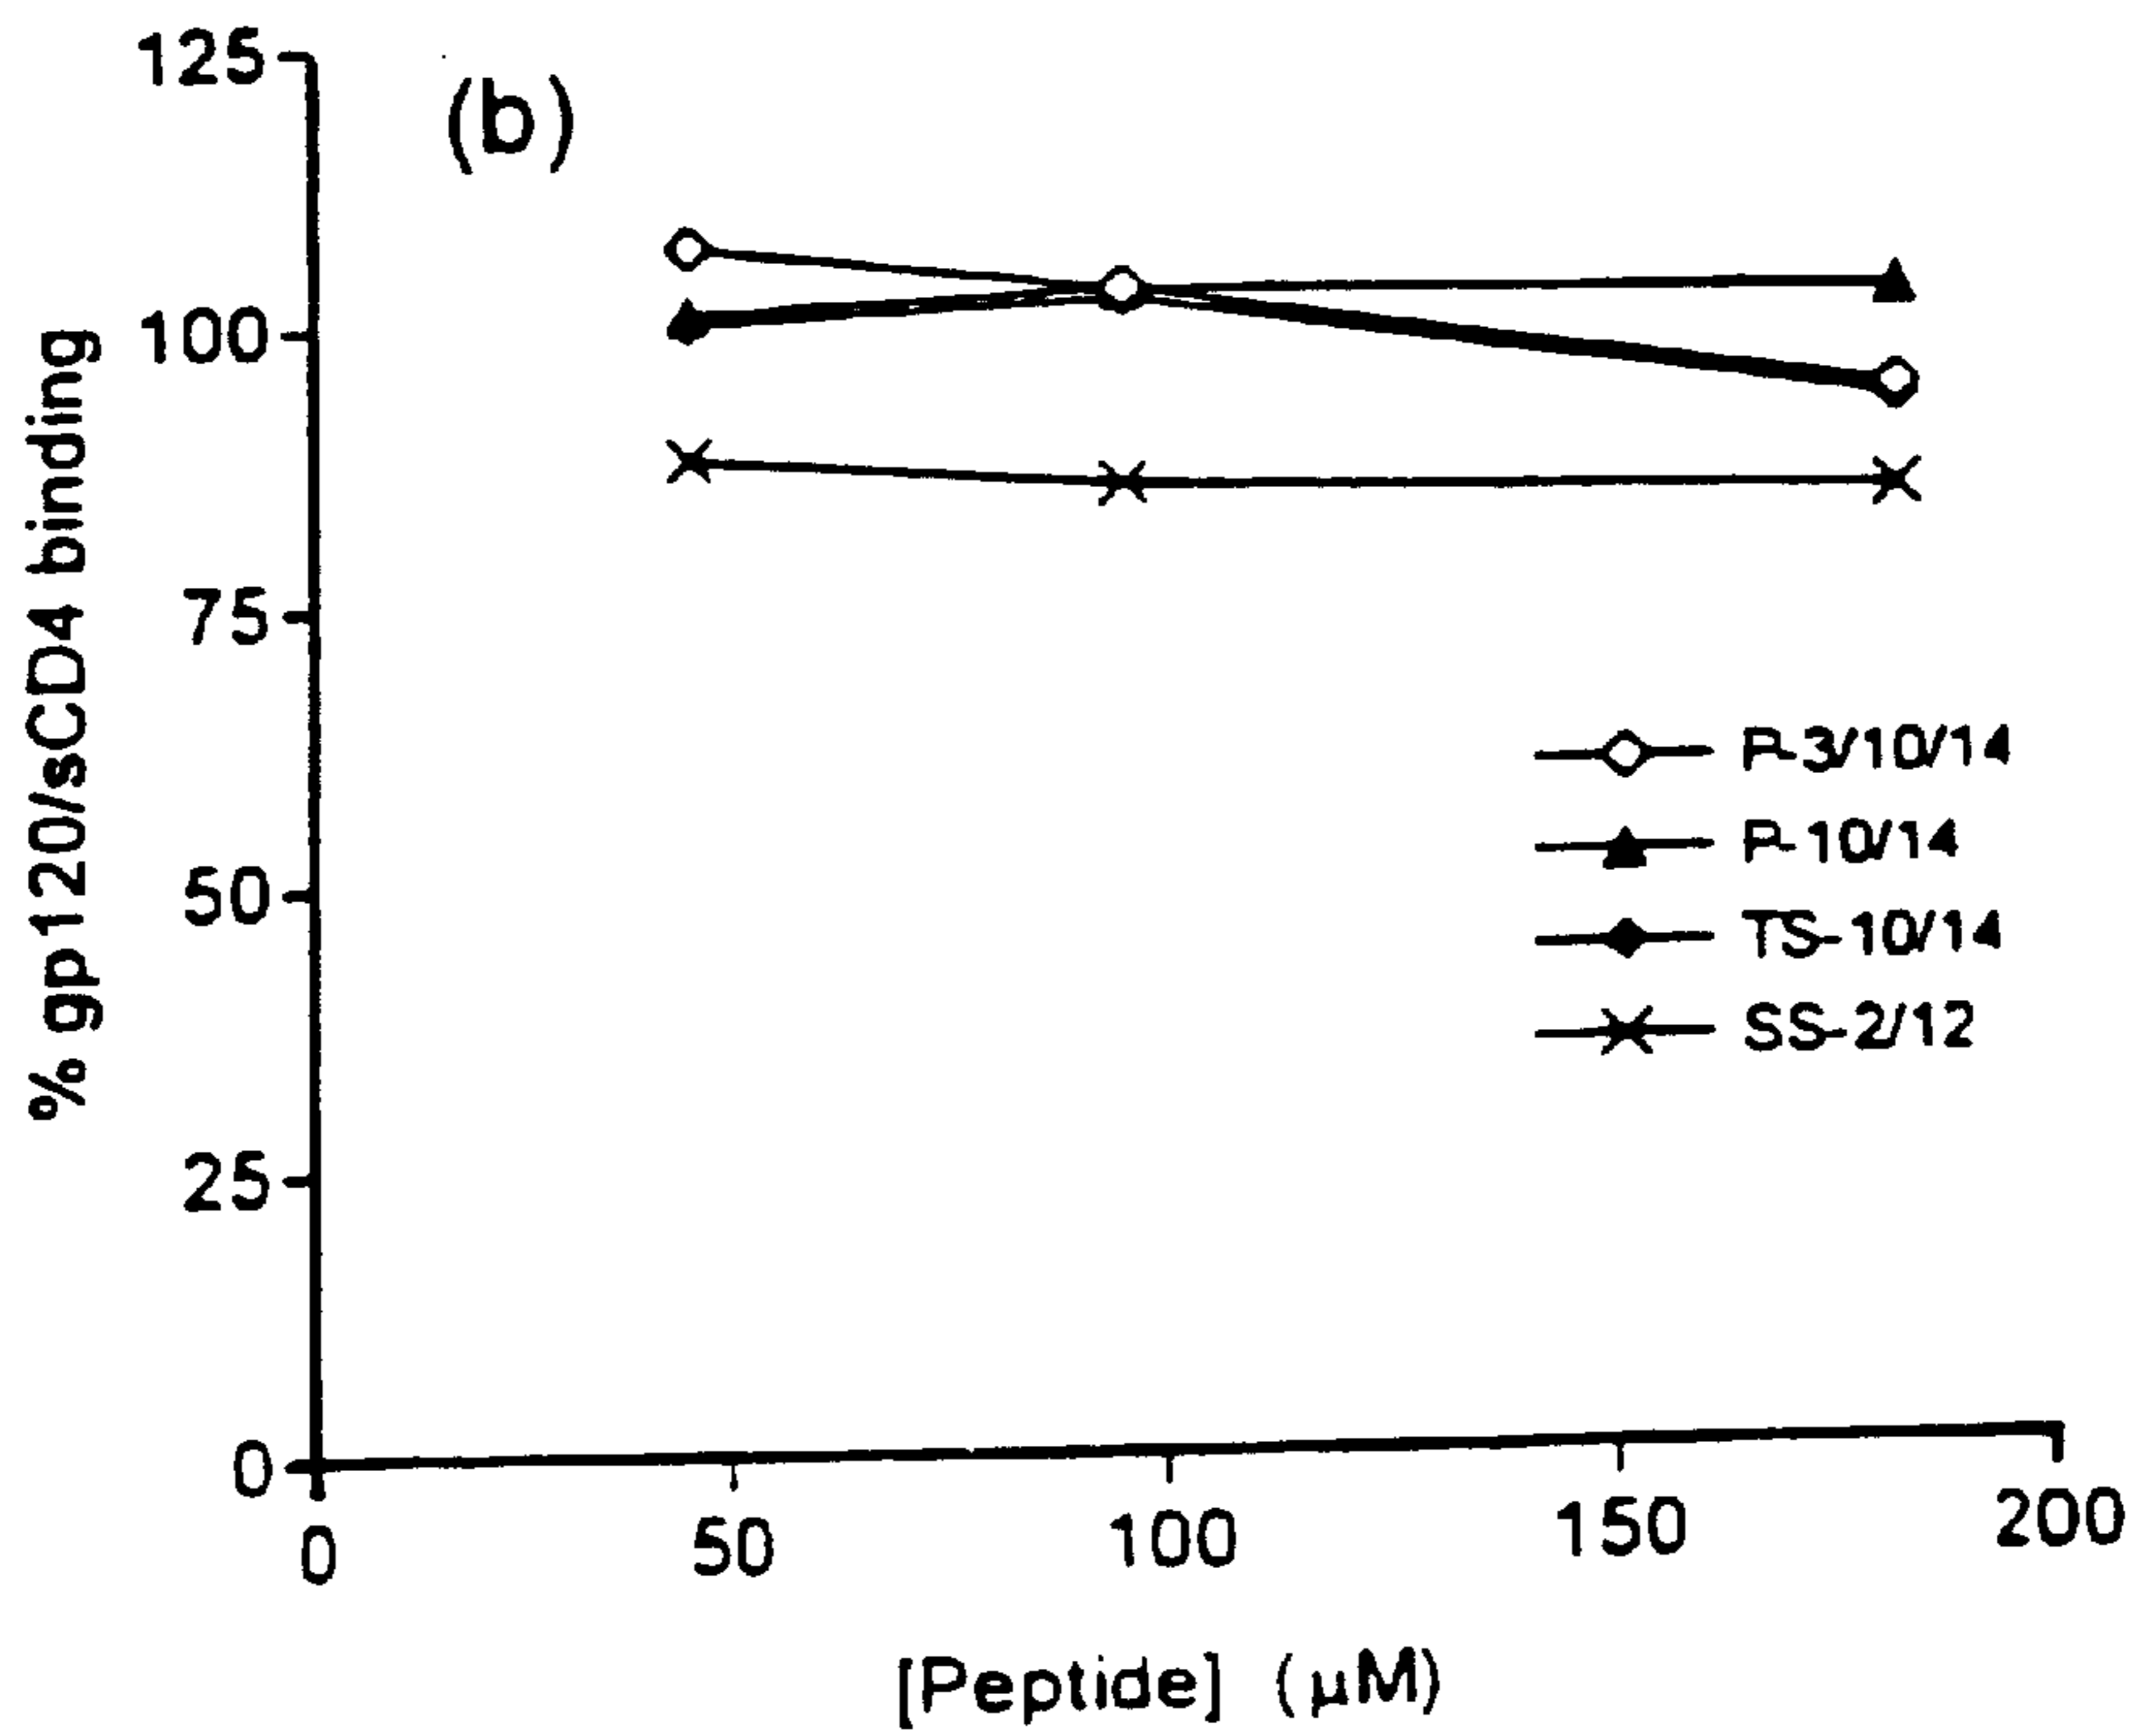 (b)
% gp120/sCD4 binding
125
100
75
50
25
0
P-3/10/14
P-10/14
TS-10/14
SS-2/12
0 50 100 150 200
[Peptide] (μM)